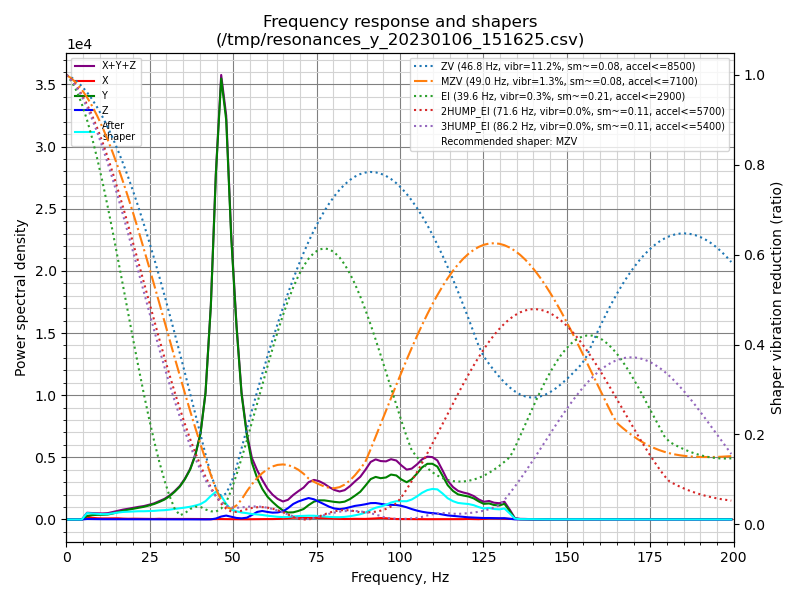 Frequency response and shapers
(/tmp/resonances_y_20230106_151625.csv)
1e4
X+Y+Z
X
Y
Z
After
shaper
ZV (46.8 Hz, vibr=11.2%, sm~=0.08, accel<=8500)
MZV (49.0 Hz, vibr=1.3%, sm~=0.08, accel<=7100)
EI (39.6 Hz, vibr=0.3%, sm~=0.21, accel<=2900)
2HUMP_EI (71.6 Hz, vibr=0.0%, sm~=0.11, accel<=5700)
3HUMP_EI (86.2 Hz, vibr=0.0%, sm~=0.11, accel<=5400)
Recommended shaper: MZV
Power spectral density
3.5
3.0
2.5
2.0
1.5
1.0
0.5
0.0
1.0
0.8
0.6
0.4
0.2
0.0
Shaper vibration reduction (ratio)
0 25 50 75 100 125 150 175 200
Frequency, Hz